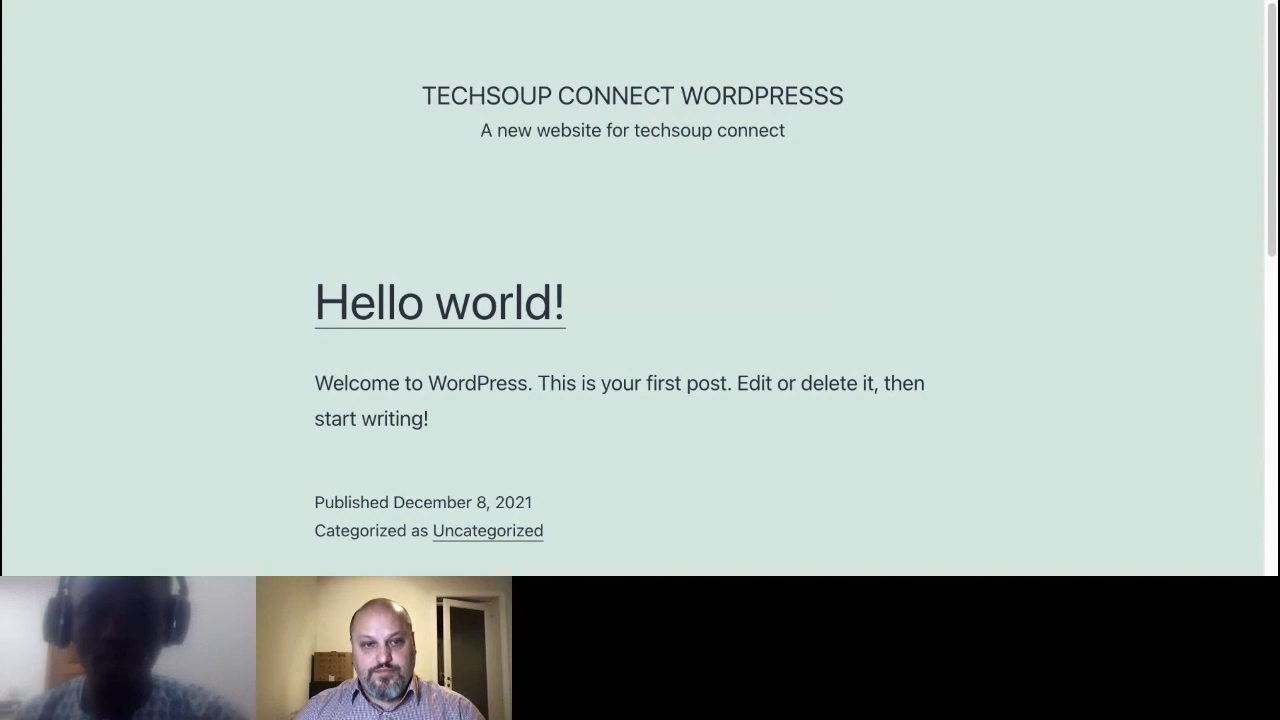 TECHSOUP CONNECT WORDPRESSS
A new website for techsoup connect
Hello world!
Welcome to WordPress. This is your first post. Edit or delete it, then
start writing!
Published December 8, 2021
Categorized as Uncategorized